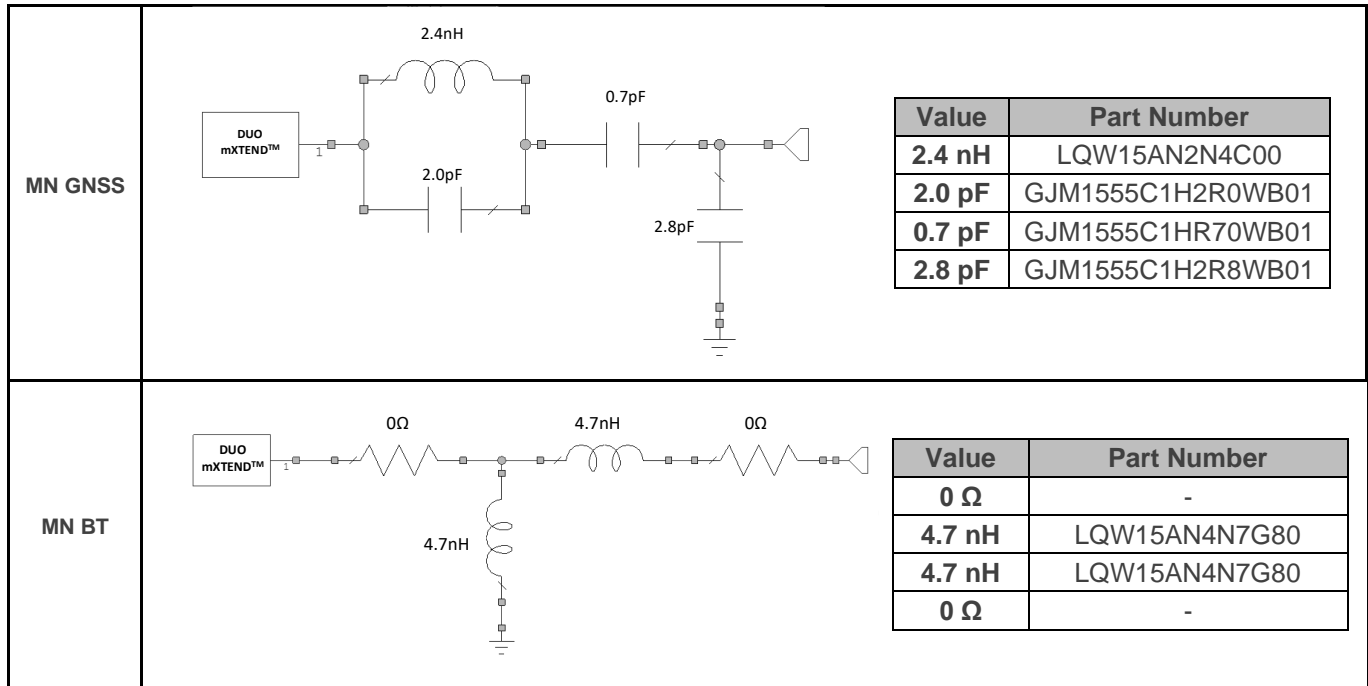 MN GNSS
2.4nH
DUO
mXTEND™
1
2.0pF
0.7pF
2.8pF
Value Part Number
2.4 nH LQW15AN2N4C00
2.0 pF GJM1555C1H2R0WB01
0.7 pF GJM1555C1HR70WB01
2.8 pF GJM1555C1H2R8WB01
MN BT
0Ω 4.7nH 0Ω
DUO
mXTEND™
1
4.7nH
Value Part Number
0 Ω -
4.7 nH LQW15AN4N7G80
4.7 nH LQW15AN4N7G80
0 Ω -